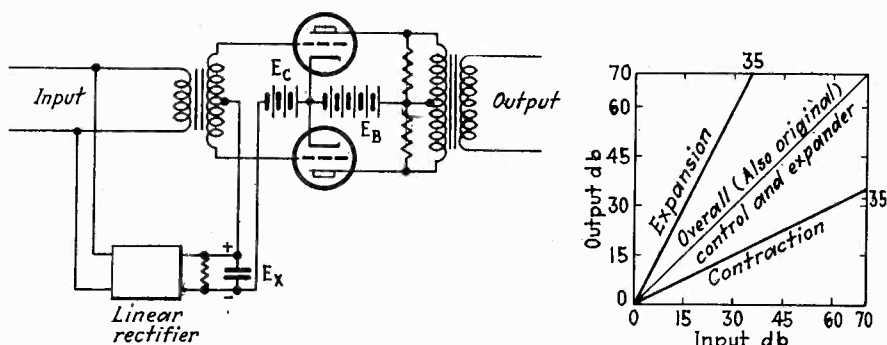 Input
E_C
E_B
Output
+
-
E_X
Linear
rectifier
35
70
60
45
30
15
0
Output db
Expansion
Overall (Also original)
control and expander
Contraction
35
0 15 30 45 60 70
Input db